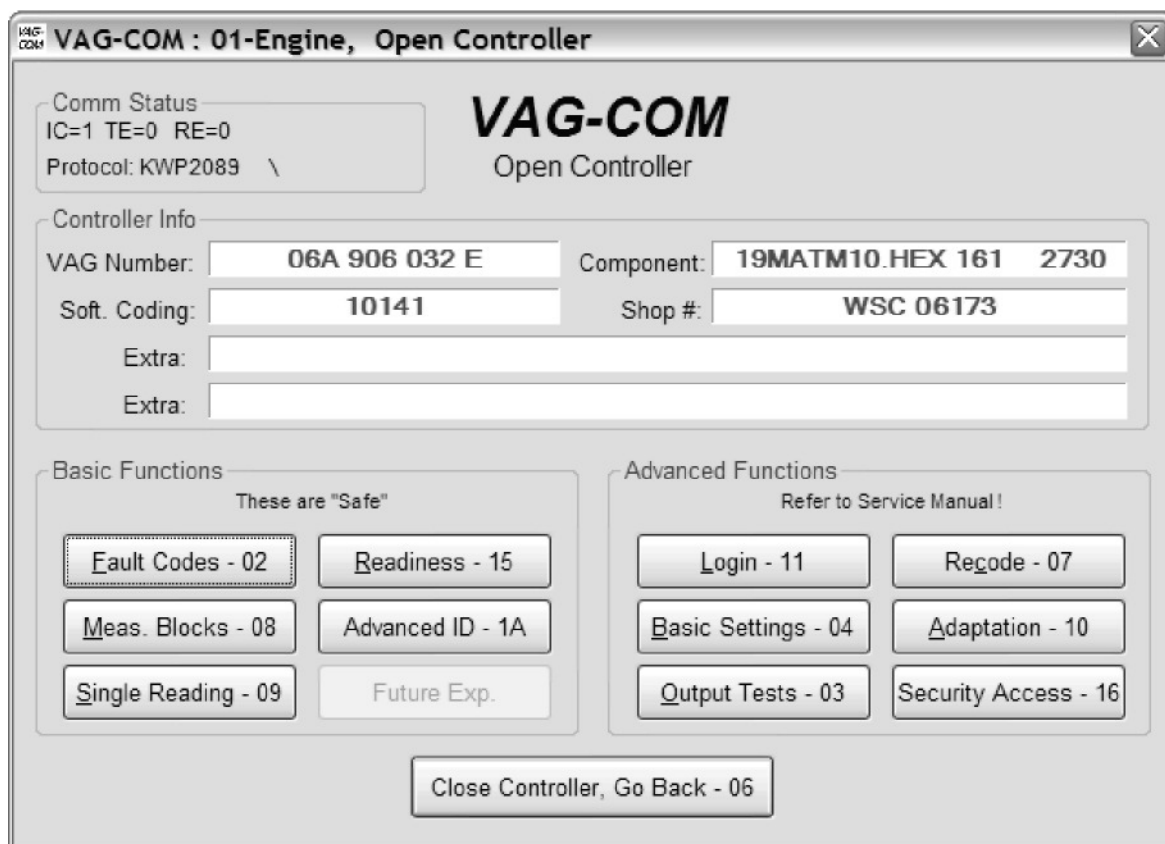 VAG-COM
VAG-COM : 01-Engine, Open Controller
Comm Status
IC=1 TE=0 RE=0
Protocol: KWP2089 \
VAG-COM
Open Controller
Controller Info
VAG Number: 06A 906 032 E Component: 19MATM10.HEX 161 2730
Soft. Coding: 10141 Shop #: WSC 06173
Extra:
Extra:
Basic Functions
These are "Safe"
Fault Codes - 02 Readiness - 15
Meas. Blocks - 08 Advanced ID - 1A
Single Reading - 09 Future Exp.
Advanced Functions
Refer to Service Manual !
Login - 11 Recode - 07
Basic Settings - 04 Adaptation - 10
Output Tests - 03 Security Access - 16
Close Controller, Go Back - 06